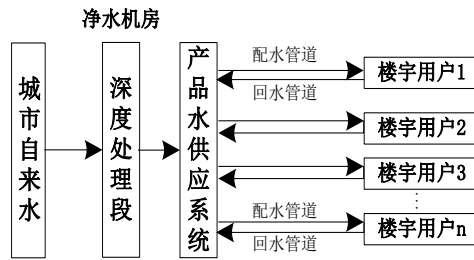 净水机房
城市自来水
深度处理段
产品水供应系统
配水管道
回水管道
楼宇用户1
楼宇用户2
楼宇用户3
配水管道
回水管道
楼宇用户n